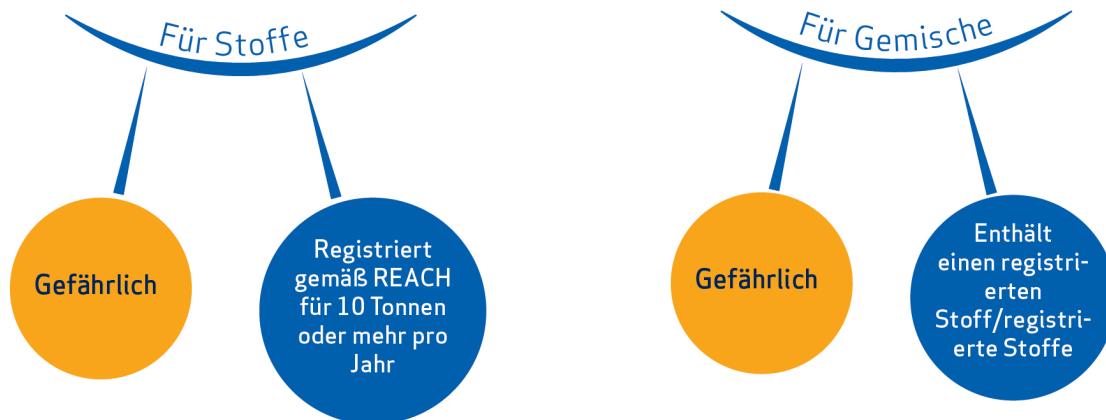 Für Stoffe
Gefährlich
Registriert
gemäß REACH
für 10 Tonnen
oder mehr pro
Jahr
Für Gemische
Gefährlich
Enthält
einen registri-
erten
Stoff/registri-
erte Stoffe